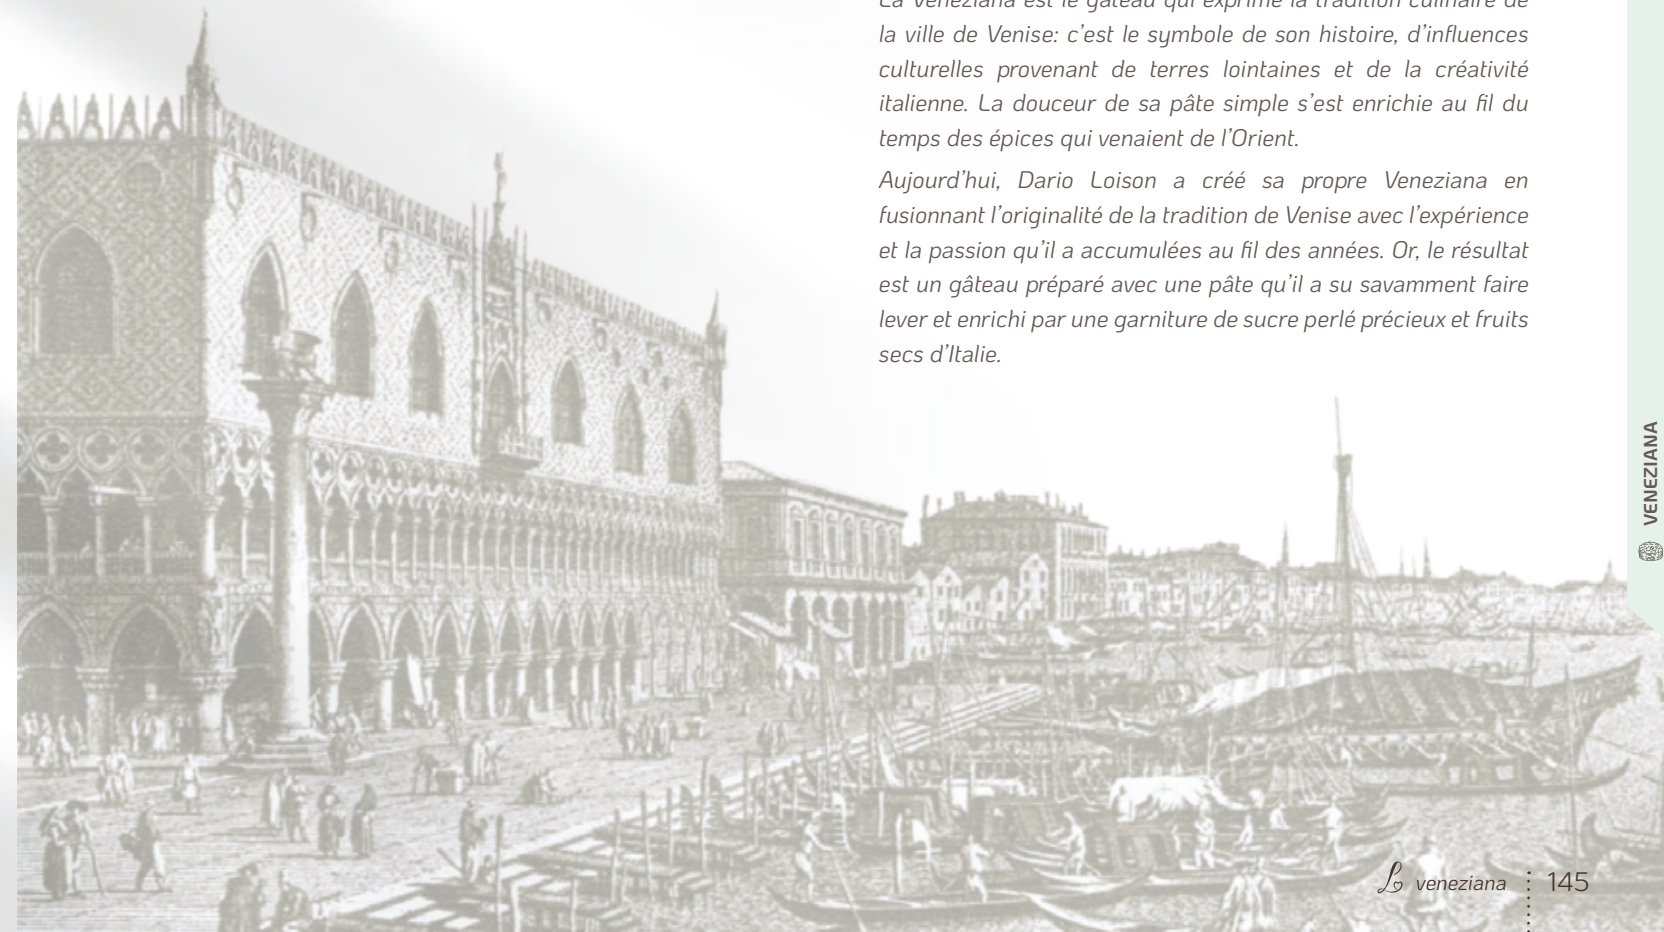 La Veneziana est le gâteau qui exprime la tradition culinaire de
la ville de Venise: c’est le symbole de son histoire, d’influences
culturelles provenant de terres lointaines et de la créativité
italienne. La douceur de sa pâte simple s’est enrichie au fil du
temps des épices qui venaient de l’Orient.
Aujourd’hui, Dario Loison a créé sa propre Veneziana en
fusionnant l’originalité de la tradition de Venise avec l’expérience
et la passion qu’il a accumulées au fil des années. Or, le résultat
est un gâteau préparé avec une pâte qu’il a su savamment faire
lever et enrichi par une garniture de sucre perlé précieux et fruits
secs d’Italie.
VENEZIANA
L veneziana 145